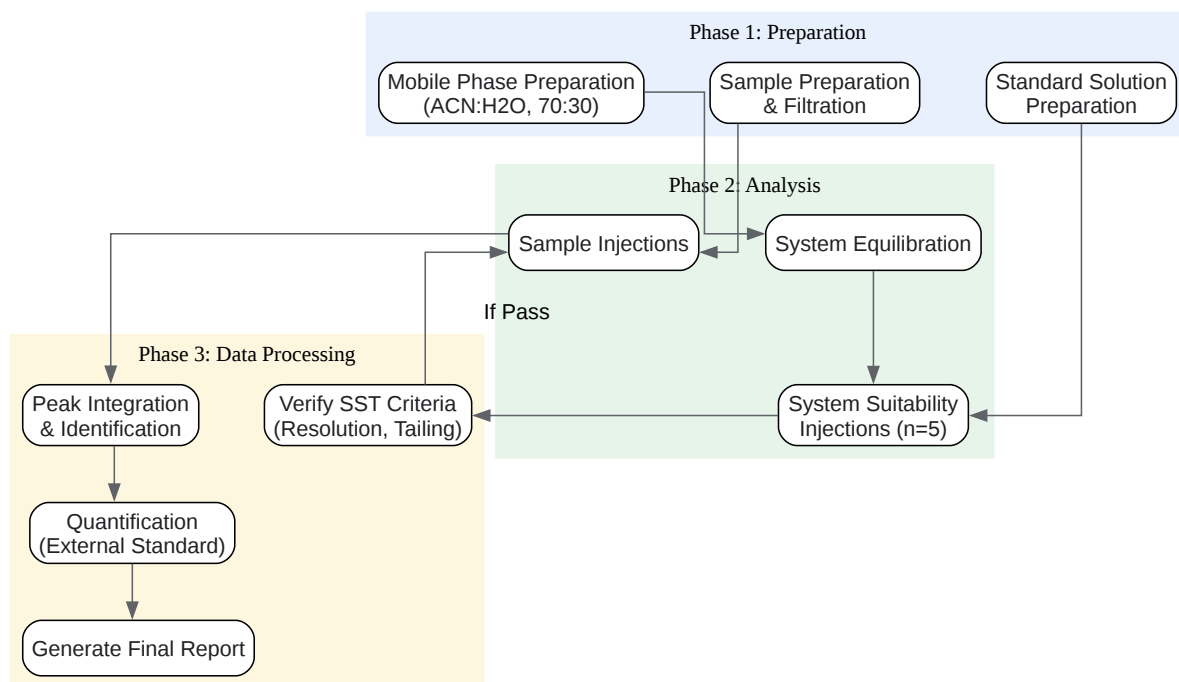 Phase 1: Preparation
Mobile Phase Preparation
(ACN:H2O, 70:30)
Sample Preparation
& Filtration
Standard Solution
Preparation
Phase 2: Analysis
Sample Injections
System Equilibration
If Pass
Phase 3: Data Processing
Peak Integration
& Identification
Verify SST Criteria
(Resolution, Tailing)
System Suitability
Injections (n=5)
Quantification
(External Standard)
Generate Final Report